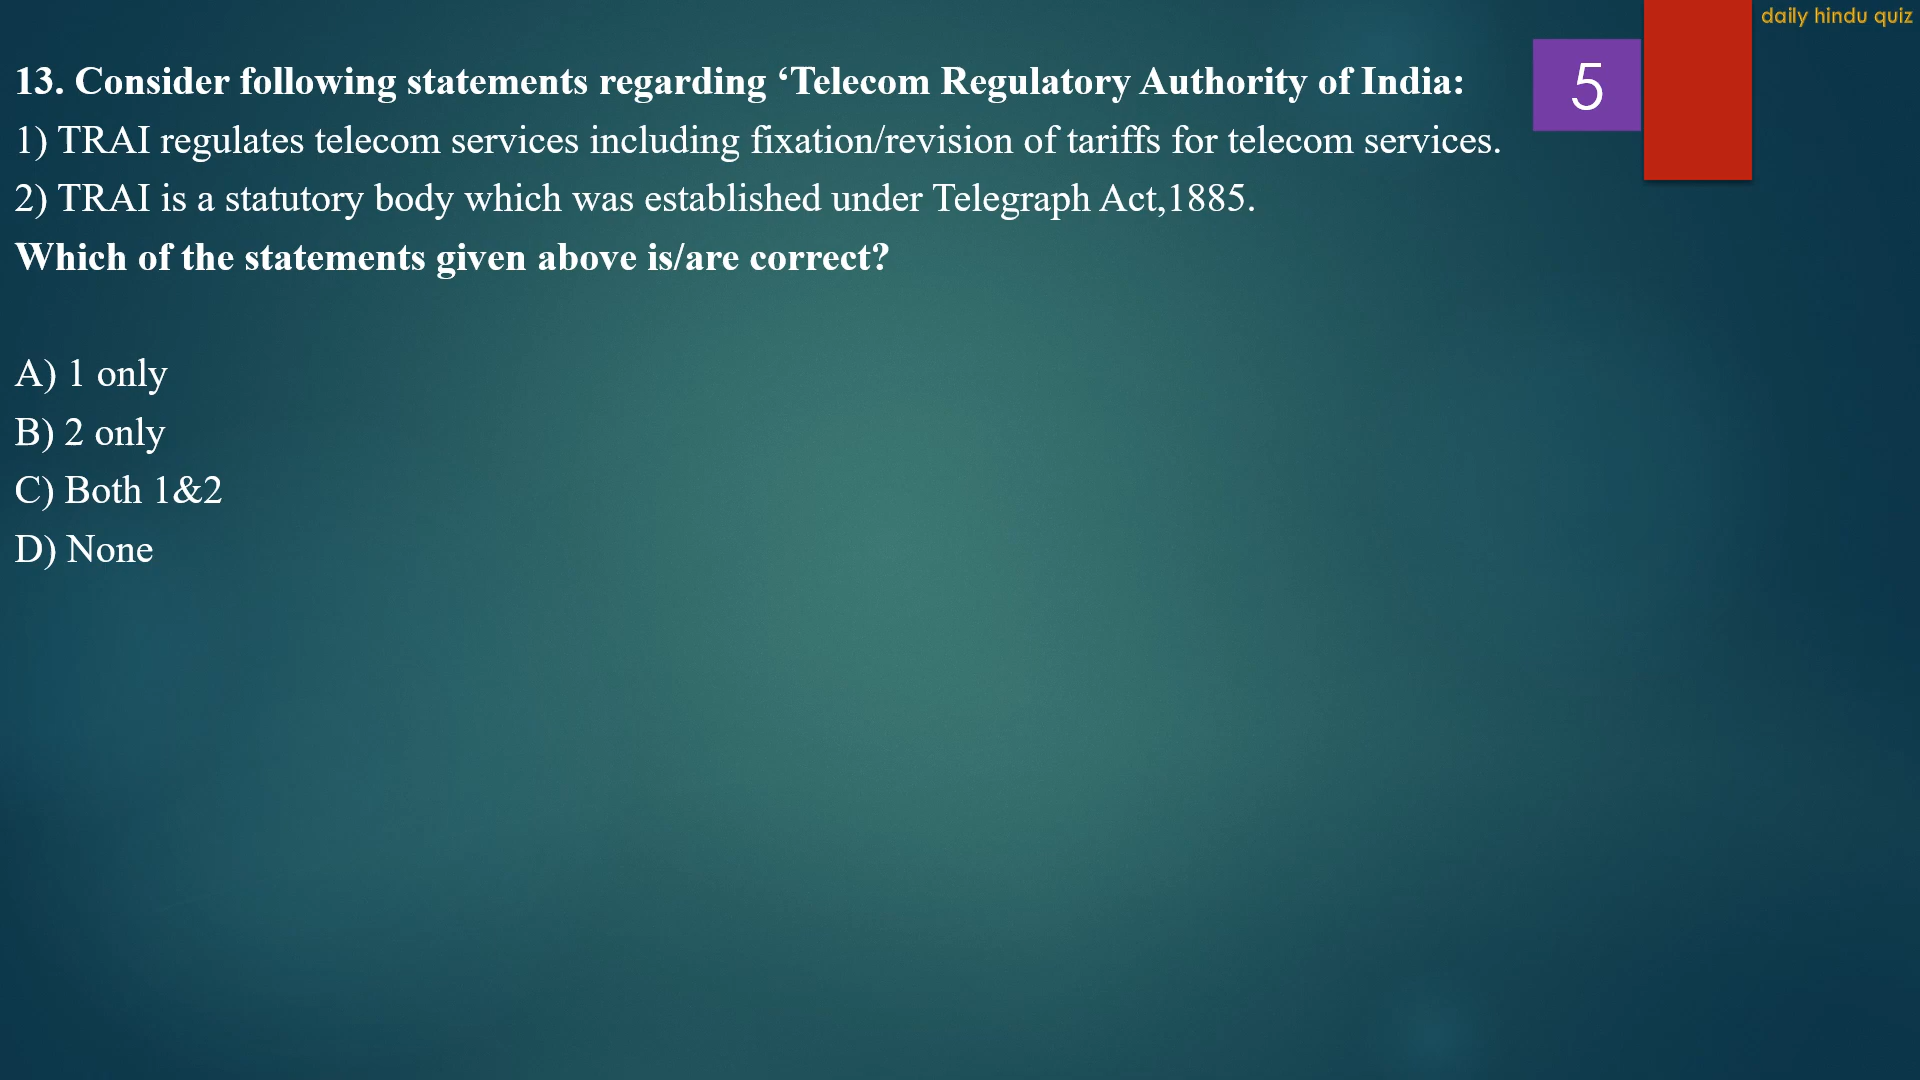 daily hindu quiz
13. Consider following statements regarding ‘Telecom Regulatory Authority of India:
5
1) TRAI regulates telecom services including fixation/revision of tariffs for telecom services.
2) TRAI is a statutory body which was established under Telegraph Act,1885.
Which of the statements given above is/are correct?
A) 1 only
B) 2 only
C) Both 1&2
D) None